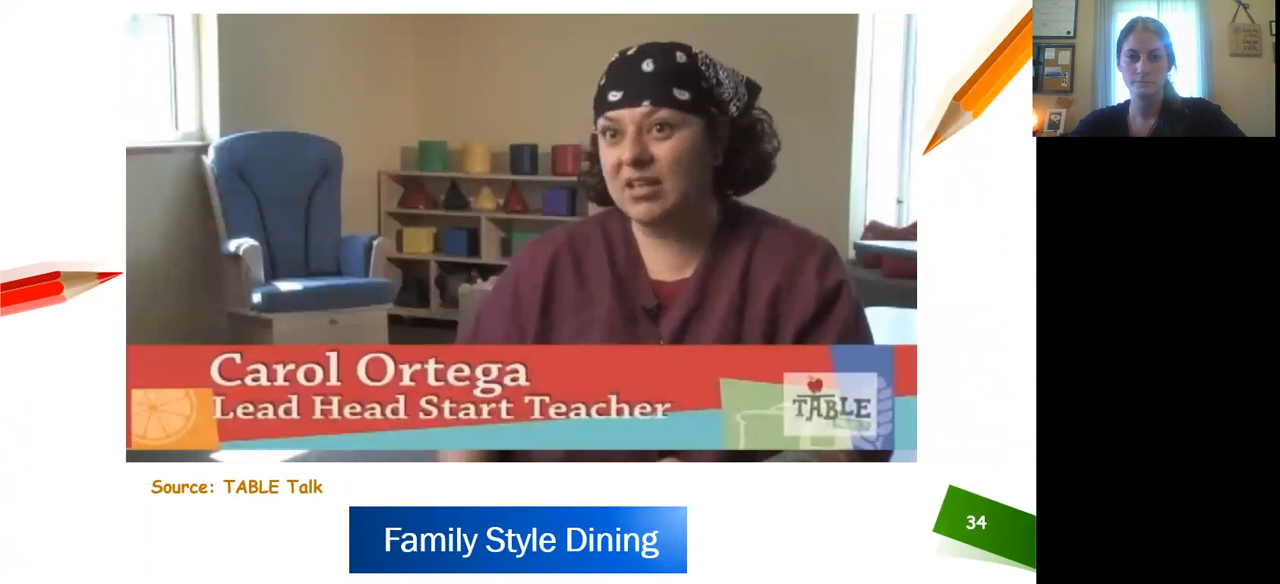 Carol Ortega
Lead Head Start Teacher
TABLE
Source: TABLE Talk
Family Style Dining
34